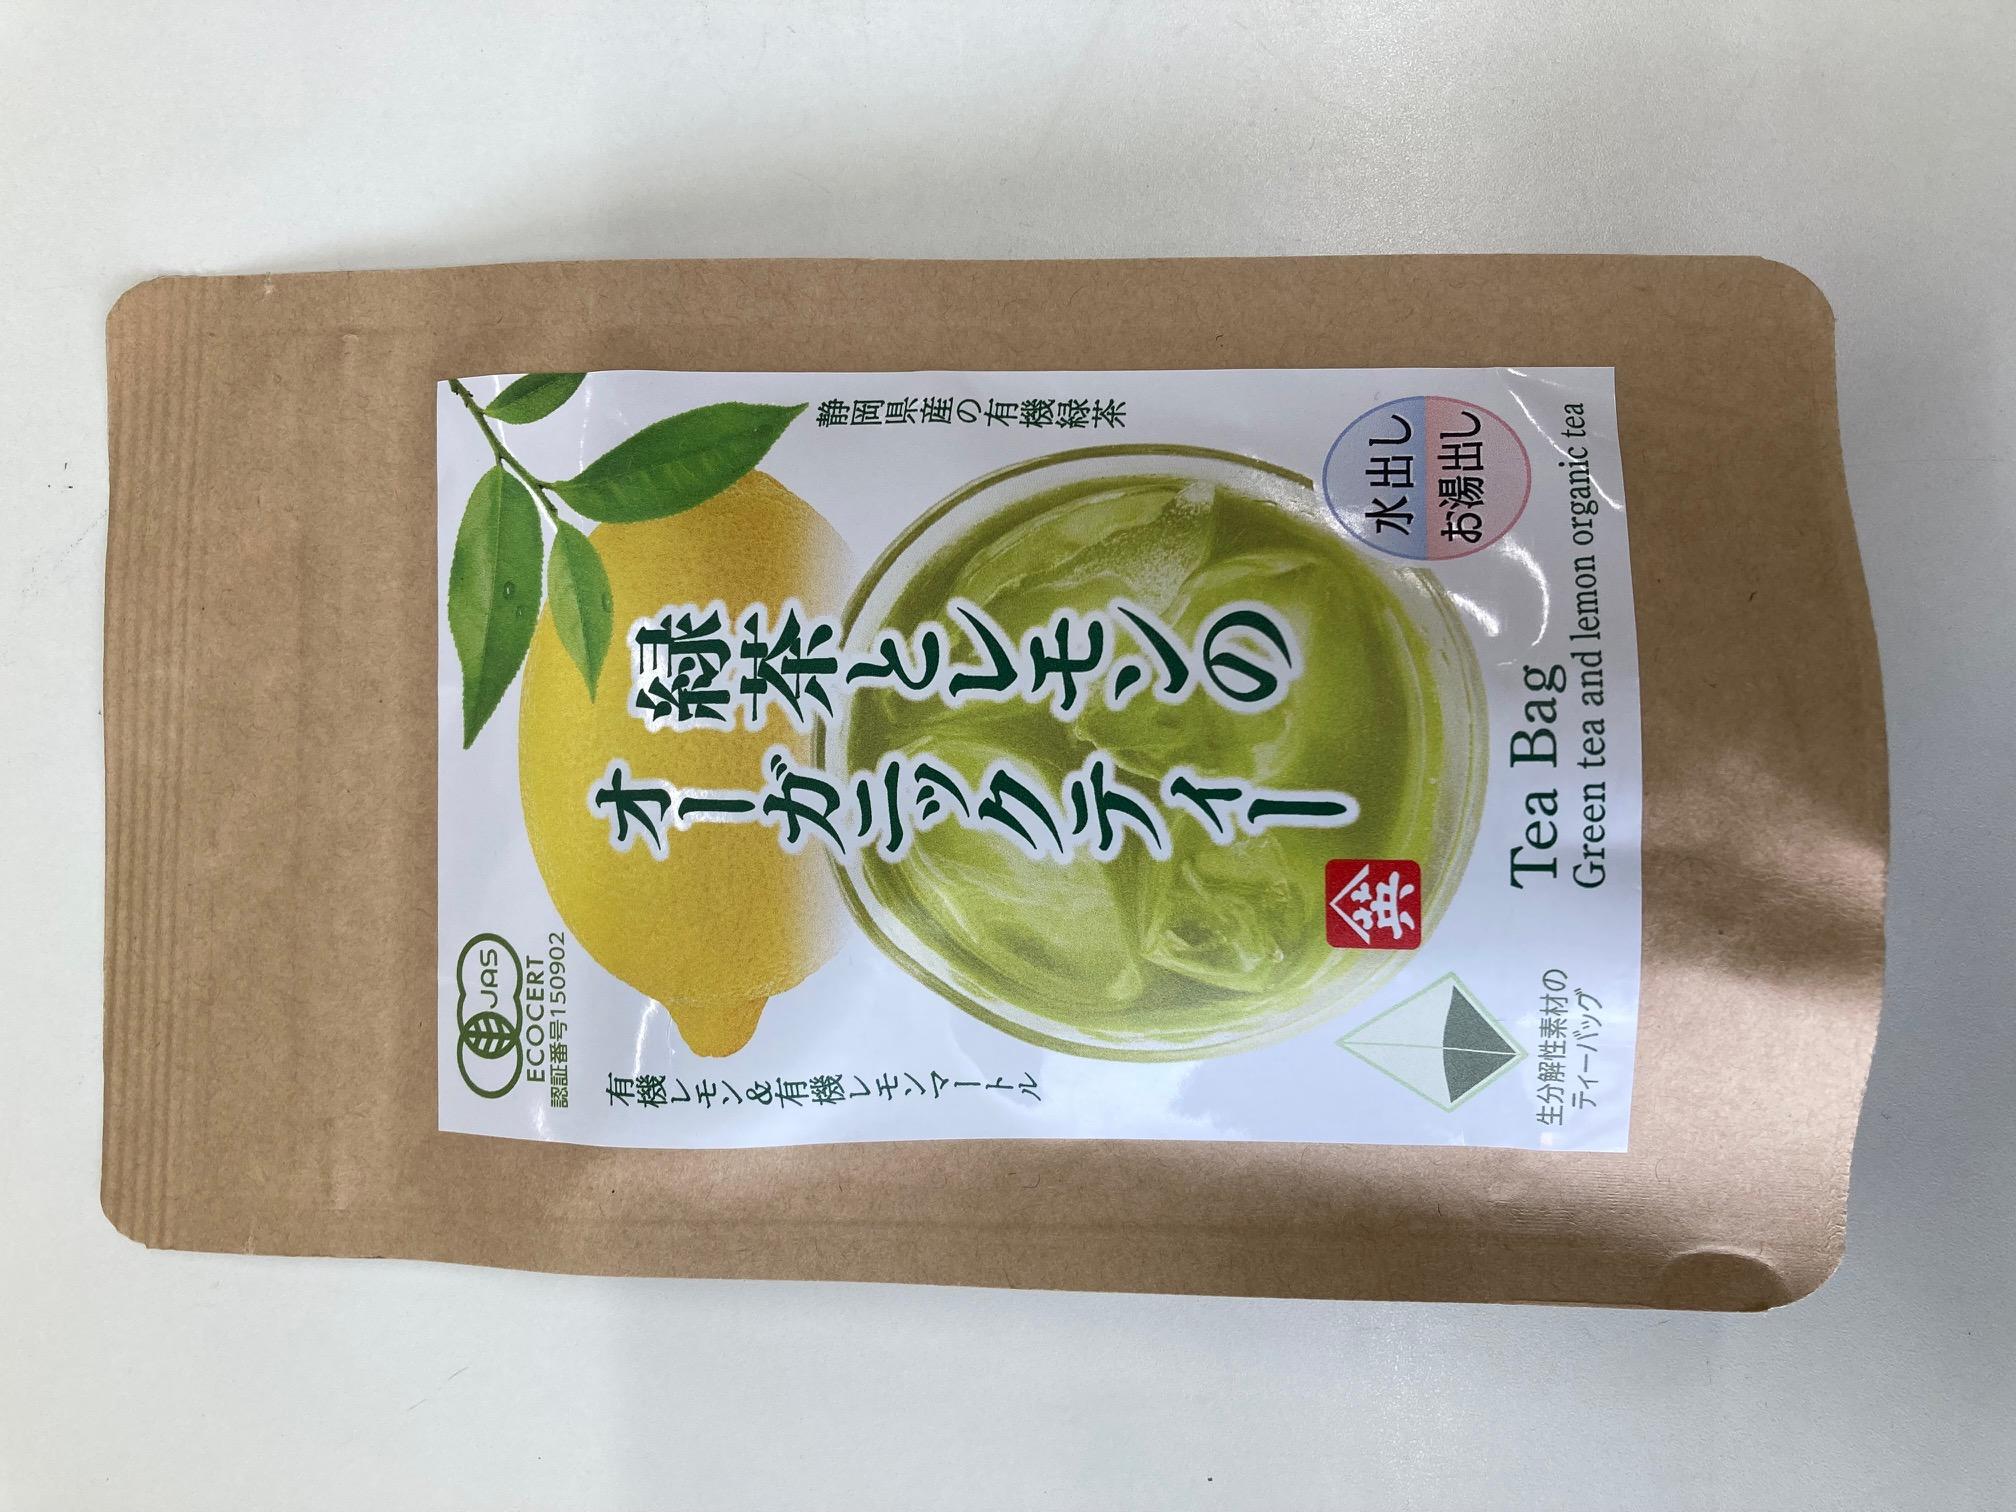 JAS
ECOCERT
認証番号150902
静岡県産の有機緑茶
緑茶とレモンの
オーガニックティー
有機レモン&有機レモンマートル
水出し
お湯出し
Tea Bag
Green tea and lemon organic tea
生分解性素材の
ティーバッグ